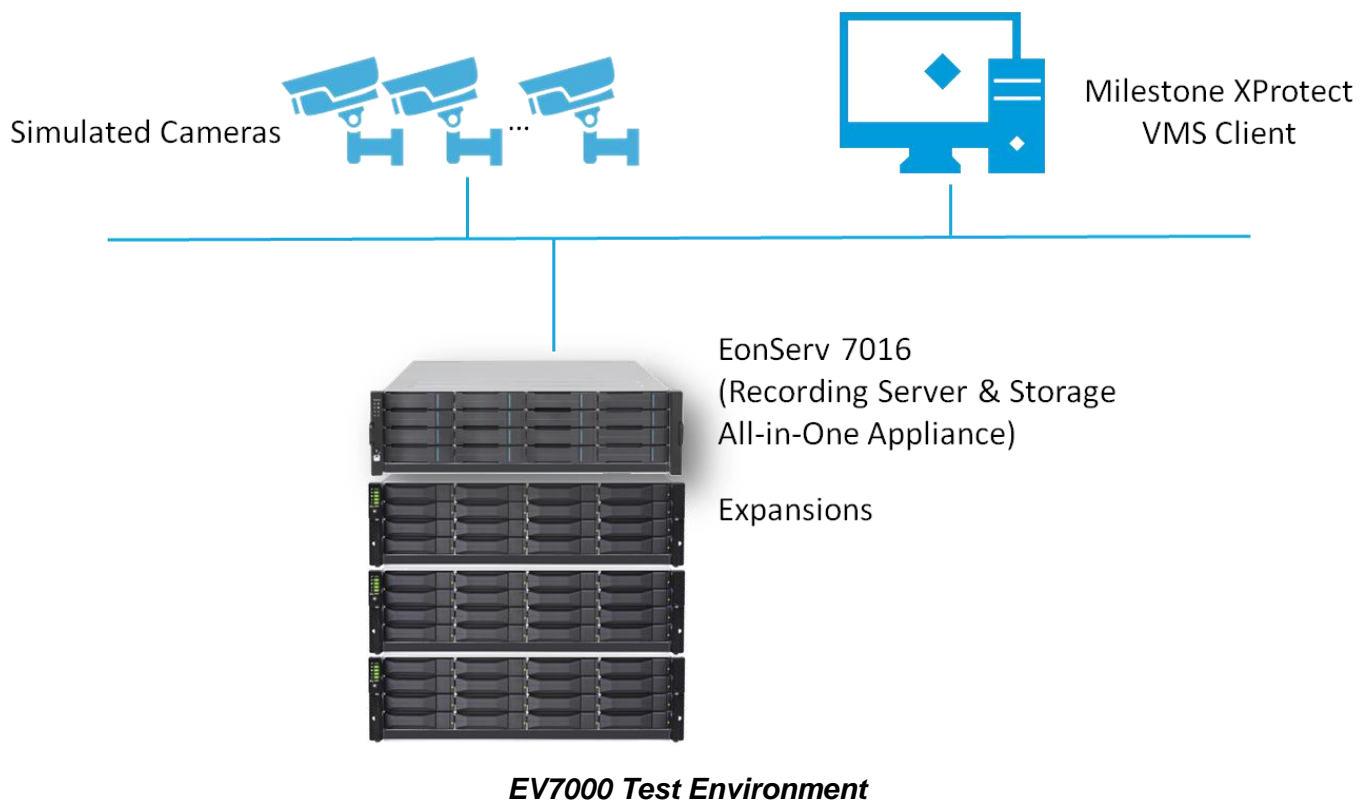 Simulated Cameras
...
Milestone XProtect
VMS Client
EonServ 7016
(Recording Server & Storage
All-in-One Appliance)
Expansions
EV7000 Test Environment